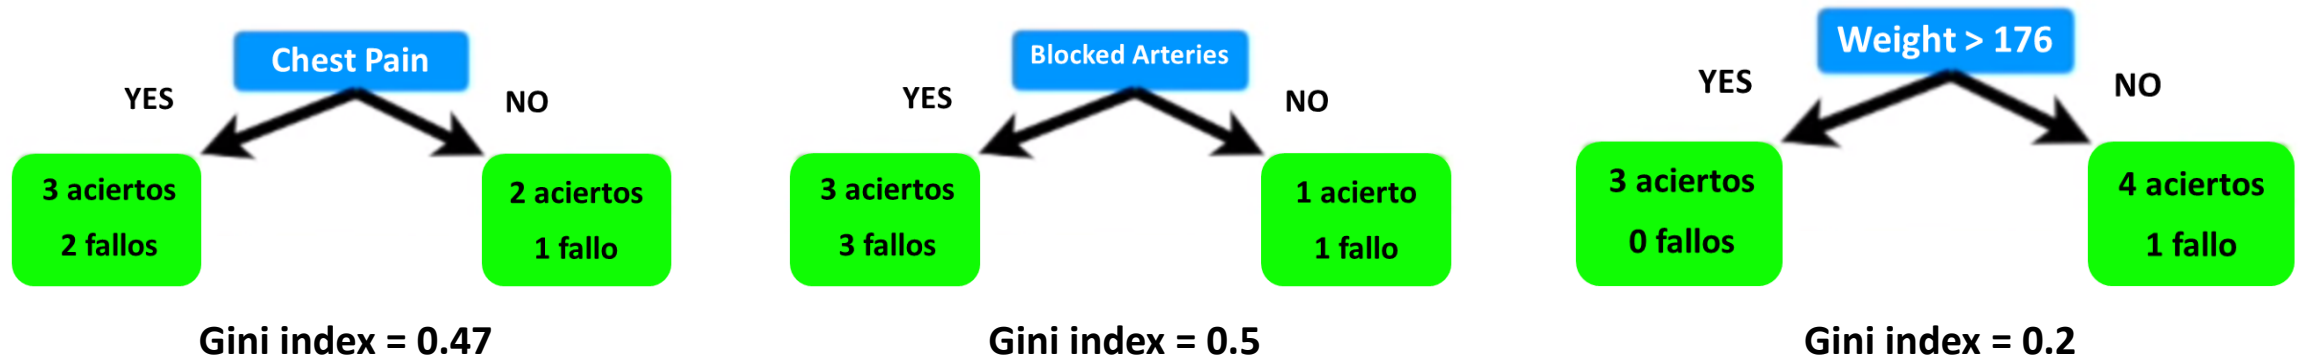 Chest Pain
YES
NO
3 aciertos
2 fallos
2 aciertos
1 fallo
Gini index = 0.47
Blocked Arteries
YES
NO
3 aciertos
3 fallos
1 acierto
1 fallo
Gini index = 0.5
Weight > 176
YES
NO
3 aciertos
0 fallos
4 aciertos
1 fallo
Gini index = 0.2